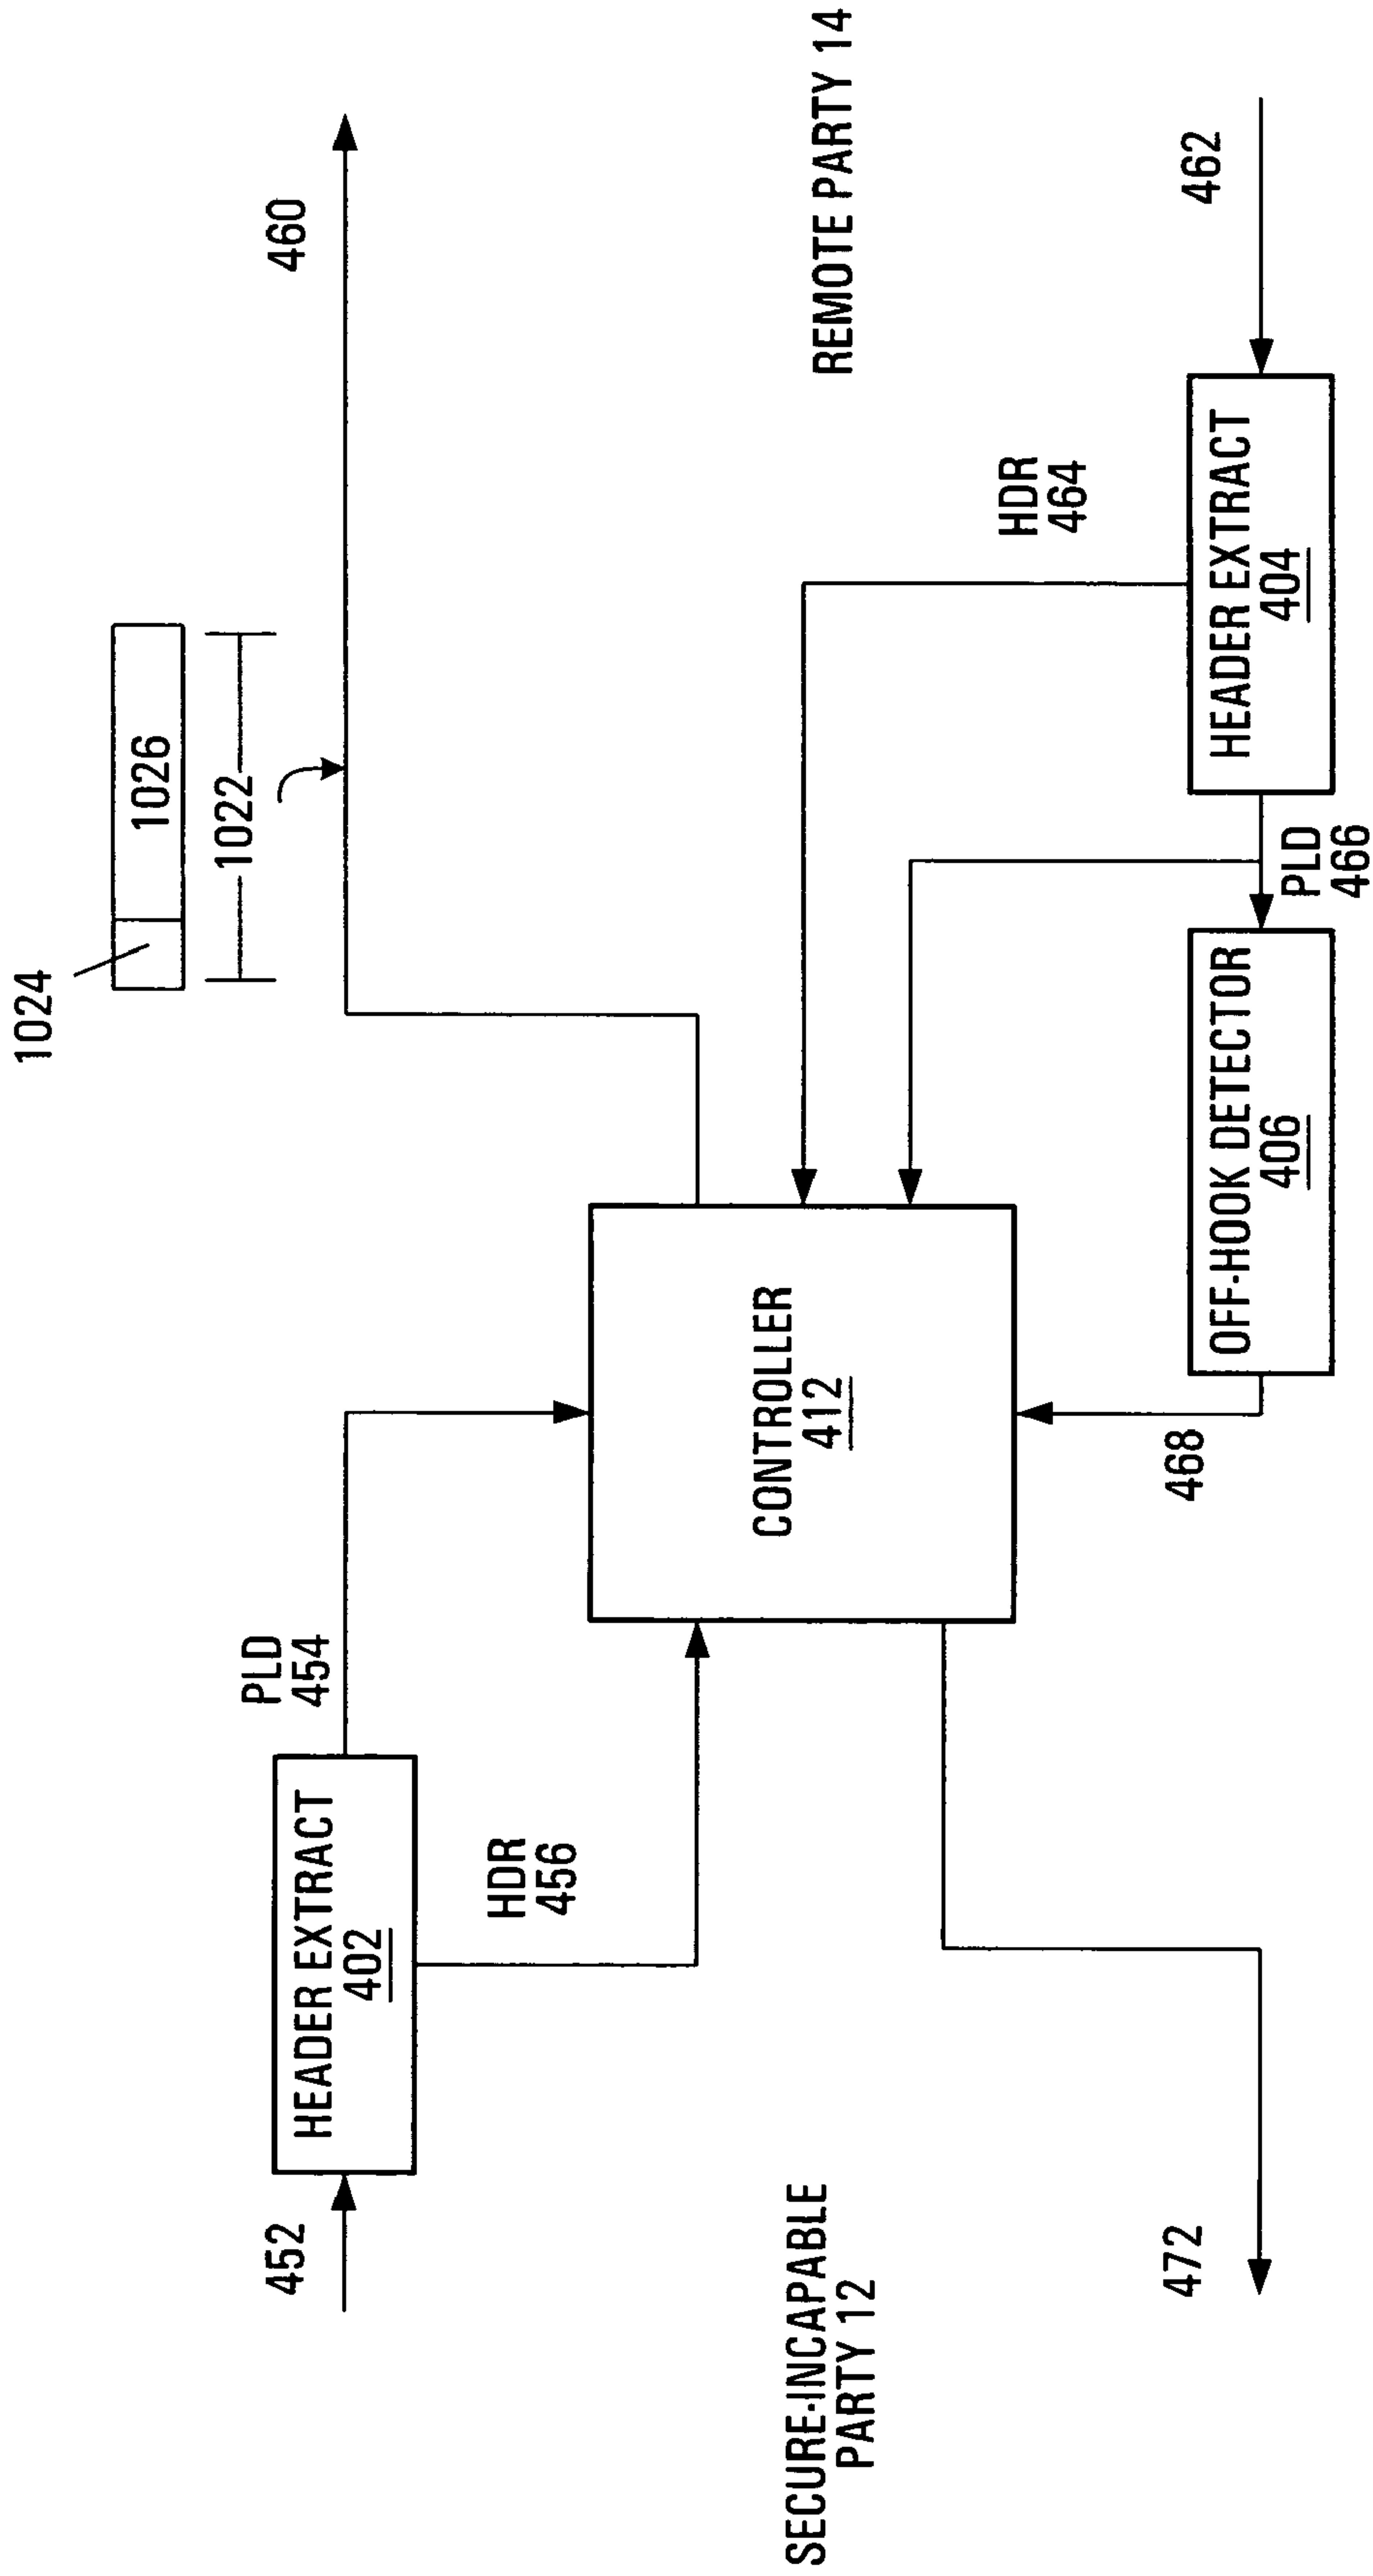 1024
1026
1022
460
PLD
454
HEADER EXTRACT
402
452
HDR
456
SECURE-INCAPABLE
PARTY 12
CONTROLLER
412
REMOTE PARTY 14
HDR
464
462
HEADER EXTRACT
404
PLD
466
OFF-HOOK DETECTOR
406
468
472